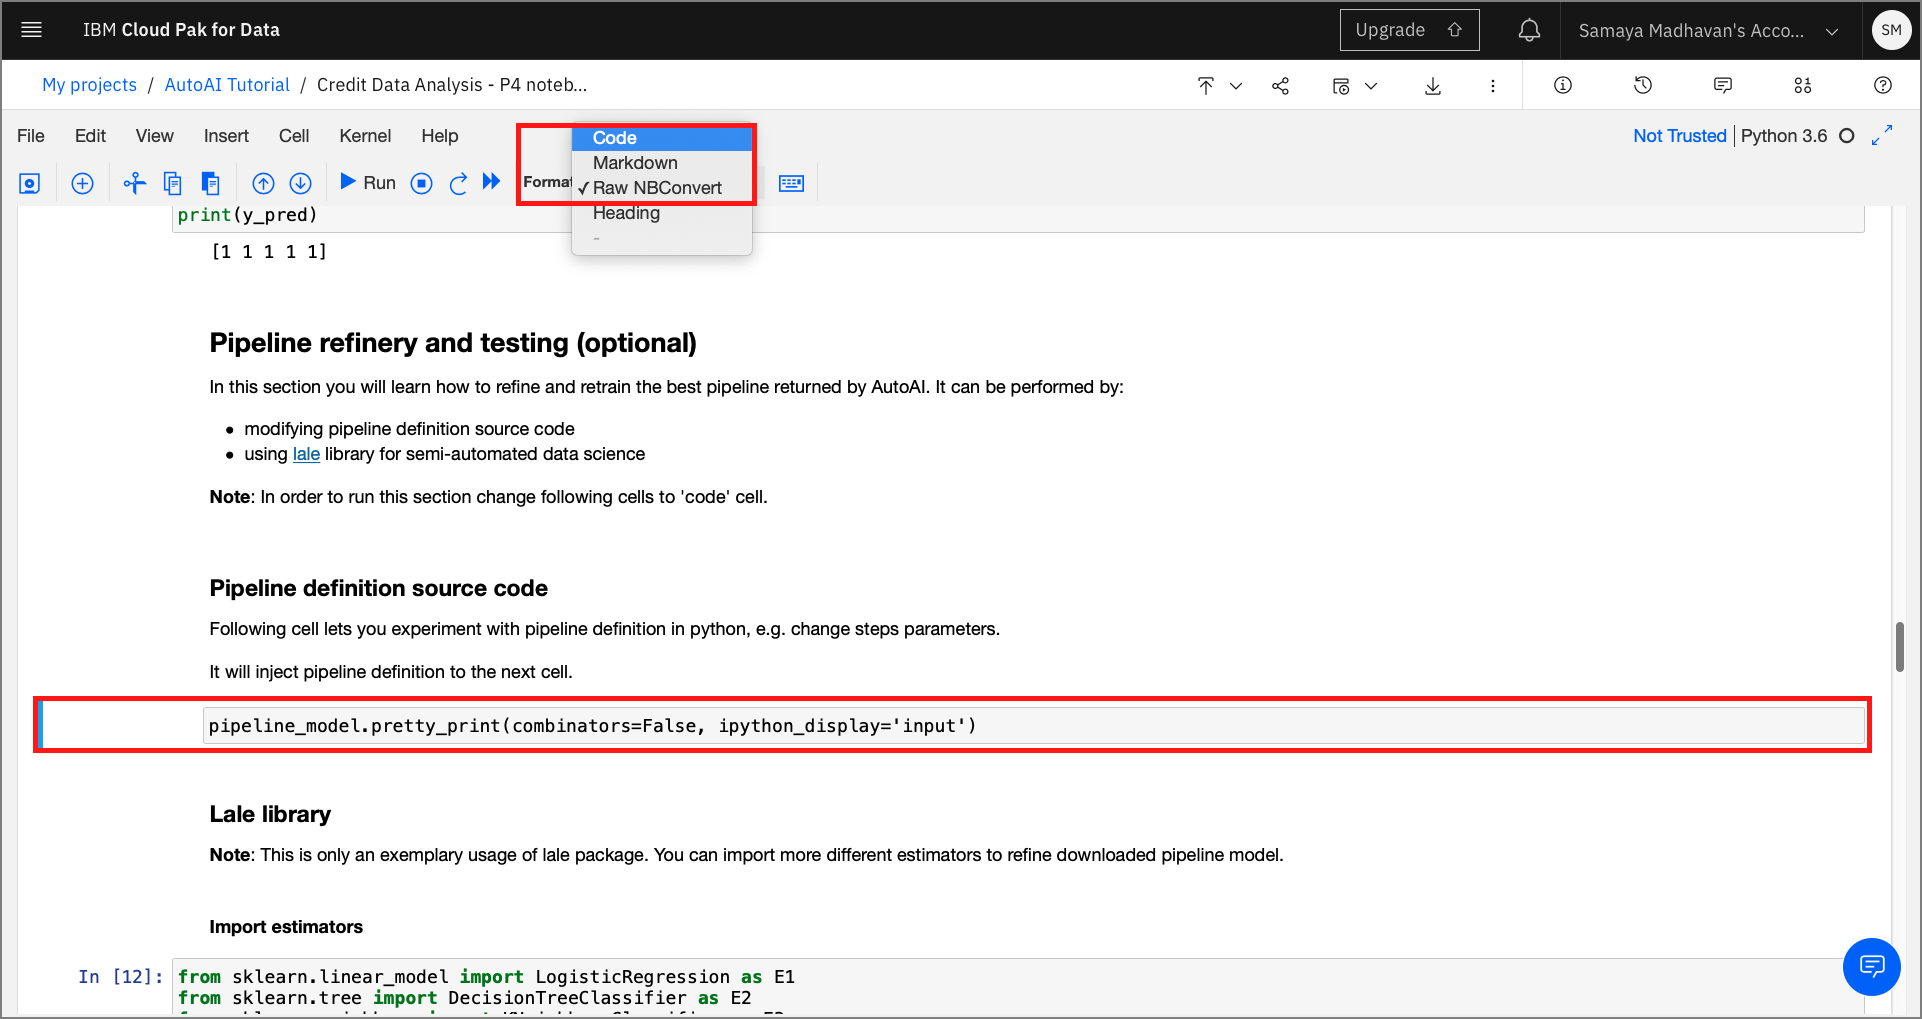 IBM Cloud Pak for Data
Upgrade
Samaya Madhavan's Acco...
SM
My projects / AutoAI Tutorial / Credit Data Analysis - P4 noteb...
File Edit View Insert Cell Kernel Help
Not Trusted Python 3.6
Run
Format
Code
Markdown
✓ Raw NBConvert
Heading
-
print(y_pred)
[1 1 1 1 1]
Pipeline refinery and testing (optional)
In this section you will learn how to refine and retrain the best pipeline returned by AutoAI. It can be performed by:
• modifying pipeline definition source code
• using lale library for semi-automated data science
Note: In order to run this section change following cells to 'code' cell.
Pipeline definition source code
Following cell lets you experiment with pipeline definition in python, e.g. change steps parameters.
It will inject pipeline definition to the next cell.
pipeline_model.pretty_print(combinators=False, ipython_display='input')
Lale library
Note: This is only an exemplary usage of lale package. You can import more different estimators to refine downloaded pipeline model.
Import estimators
In [12]: from sklearn.linear_model import LogisticRegression as E1
from sklearn.tree import DecisionTreeClassifier as E2